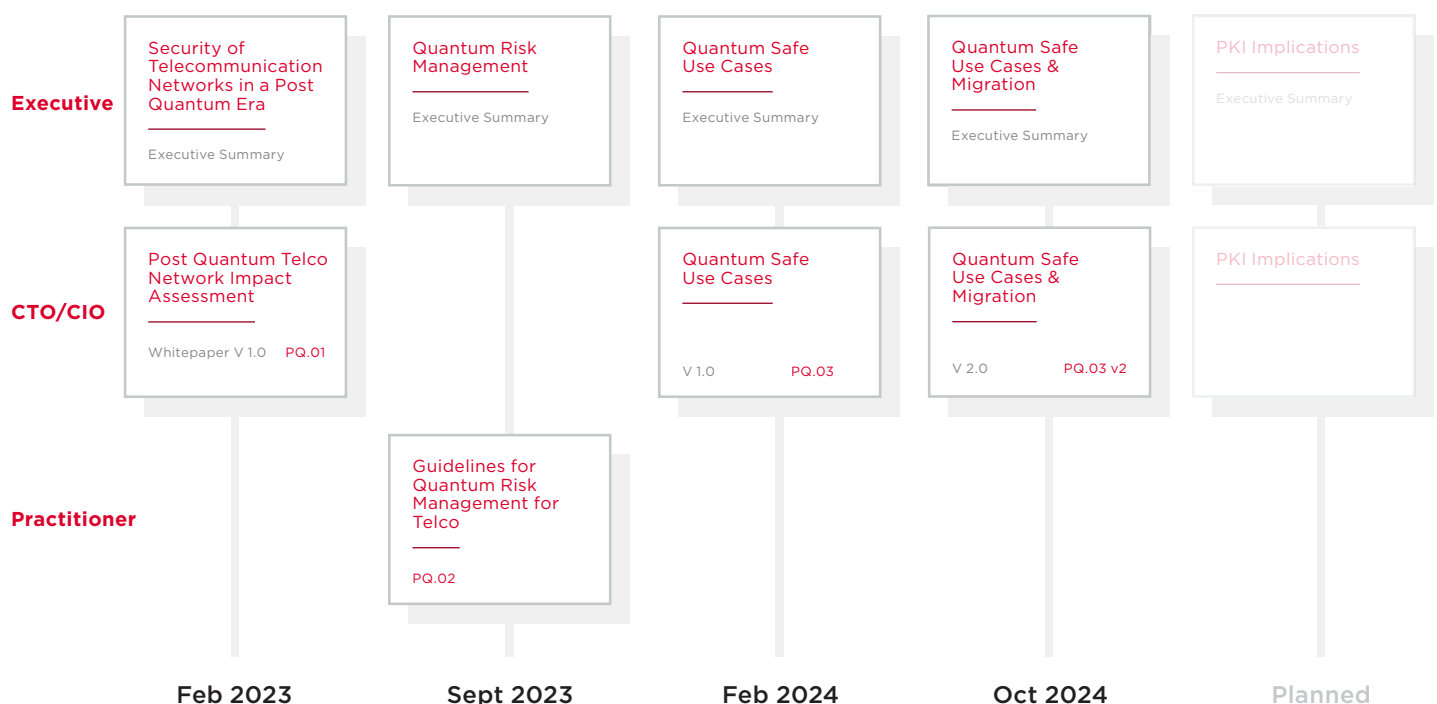 Executive
Security of
Telecommunication
Networks in a Post
Quantum Era
Executive Summary
Quantum Risk
Management
Executive Summary
Quantum Safe
Use Cases
Executive Summary
Quantum Safe
Use Cases &
Migration
Executive Summary
PKI Implications
Executive Summary
CTO/CIO
Post Quantum Telco
Network Impact
Assessment
Whitepaper V 1.0 PQ.01
Quantum Safe
Use Cases
V 1.0 PQ.03
Quantum Safe
Use Cases &
Migration
V 2.0 PQ.03 v2
PKI Implications
Practitioner
Guidelines for
Quantum Risk
Management for
Telco
PQ.02
Feb 2023 Sept 2023 Feb 2024 Oct 2024 Planned